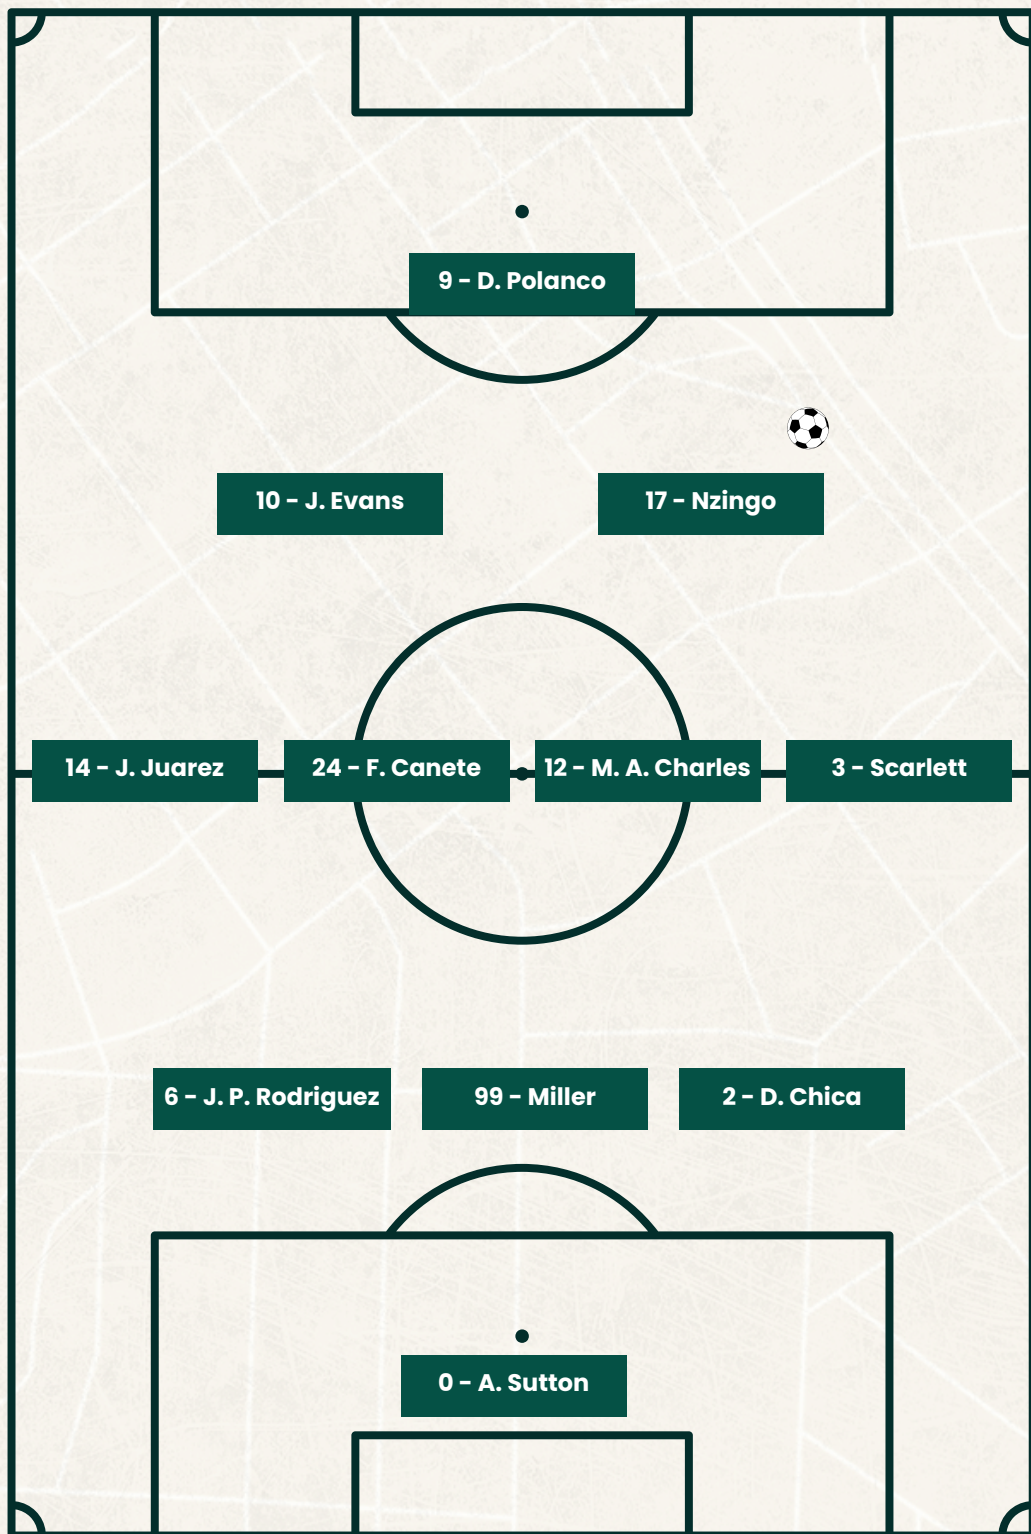 9 – D. Polanco
10 – J. Evans
17 – Nzingo
14 – J. Juarez
24 – F. Canete
12 – M. A. Charles
3 – Scarlett
6 – J. P. Rodriguez
99 – Miller
2 – D. Chica
0 – A. Sutton